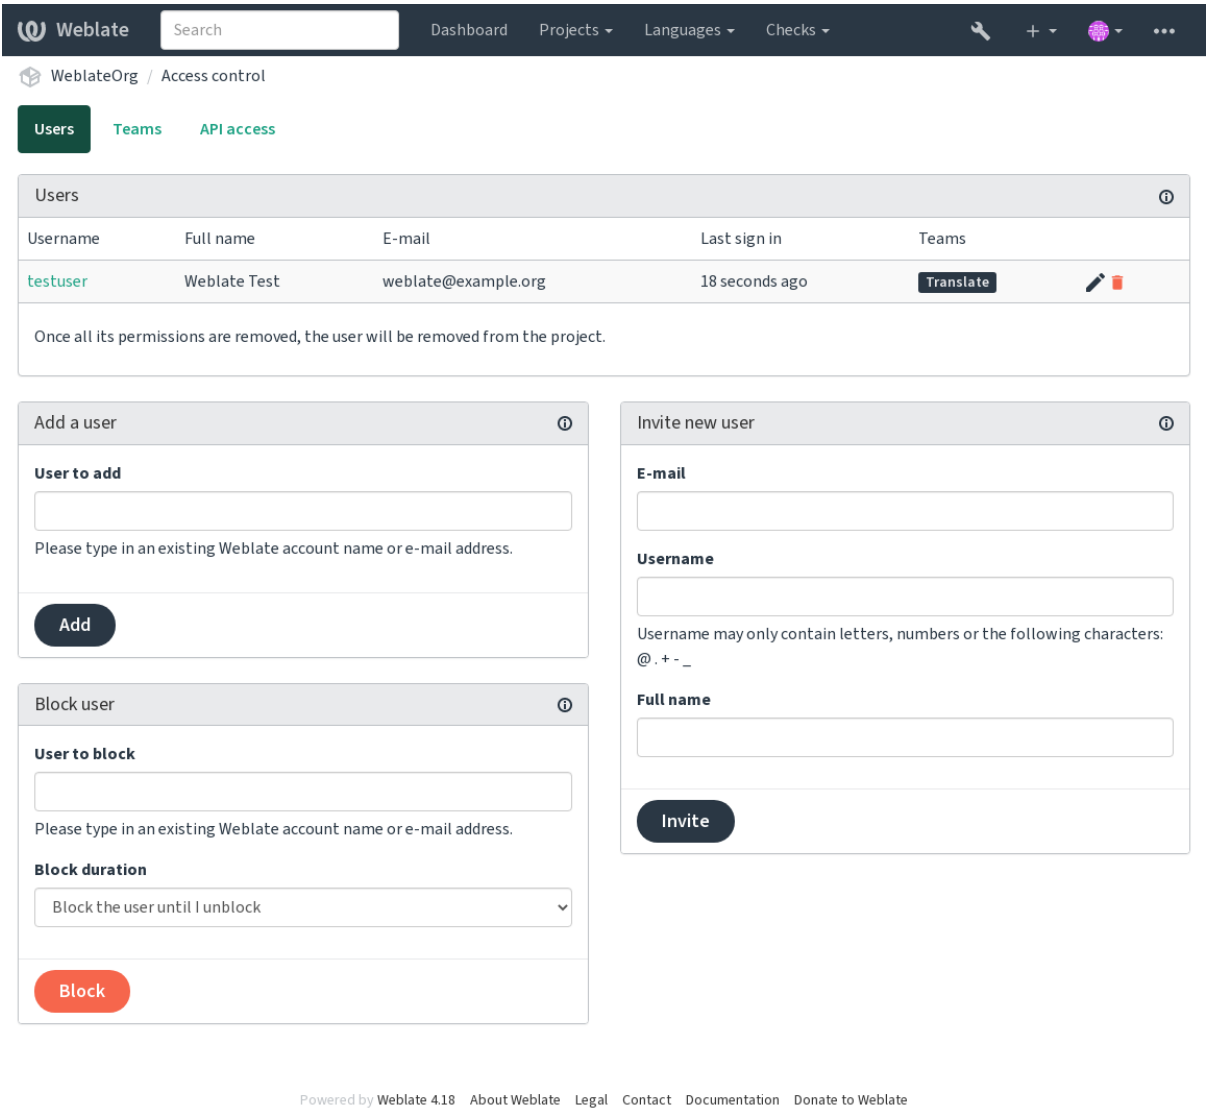 Weblate Search Dashboard Projects Languages Checks
WeblateOrg / Access control
Users Teams API access
Users
Username Full name E-mail Last sign in Teams
testuser Weblate Test weblate@example.org 18 seconds ago Translate
Once all its permissions are removed, the user will be removed from the project.
Add a user
User to add
Please type in an existing Weblate account name or e-mail address.
Add
Block user
User to block
Please type in an existing Weblate account name or e-mail address.
Block duration
Block the user until I unblock
Block
Invite new user
E-mail
Username
Username may only contain letters, numbers or the following characters:
@ . + - _
Full name
Invite
Powered by Weblate 4.18 About Weblate Legal Contact Documentation Donate to Weblate